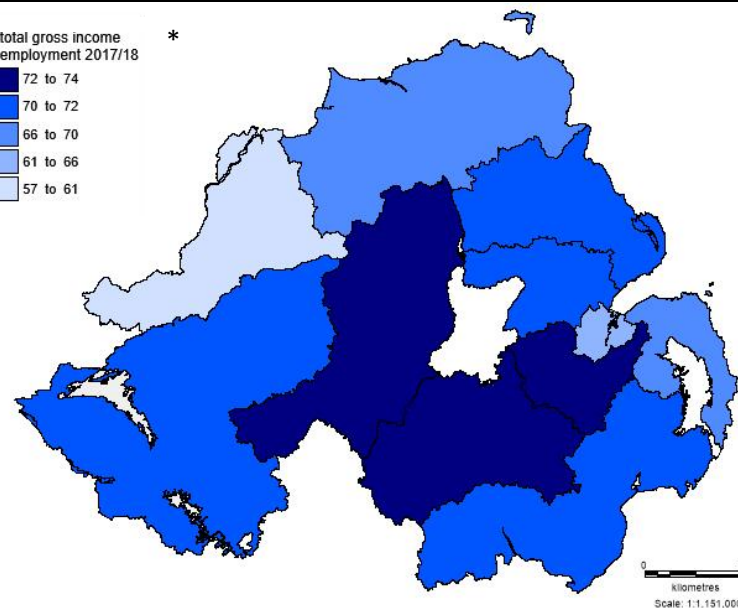 total gross income
employment 2017/18
*
72 to 74
70 to 72
66 to 70
61 to 66
57 to 61
0
kilometres
Scale: 1:1,151,000